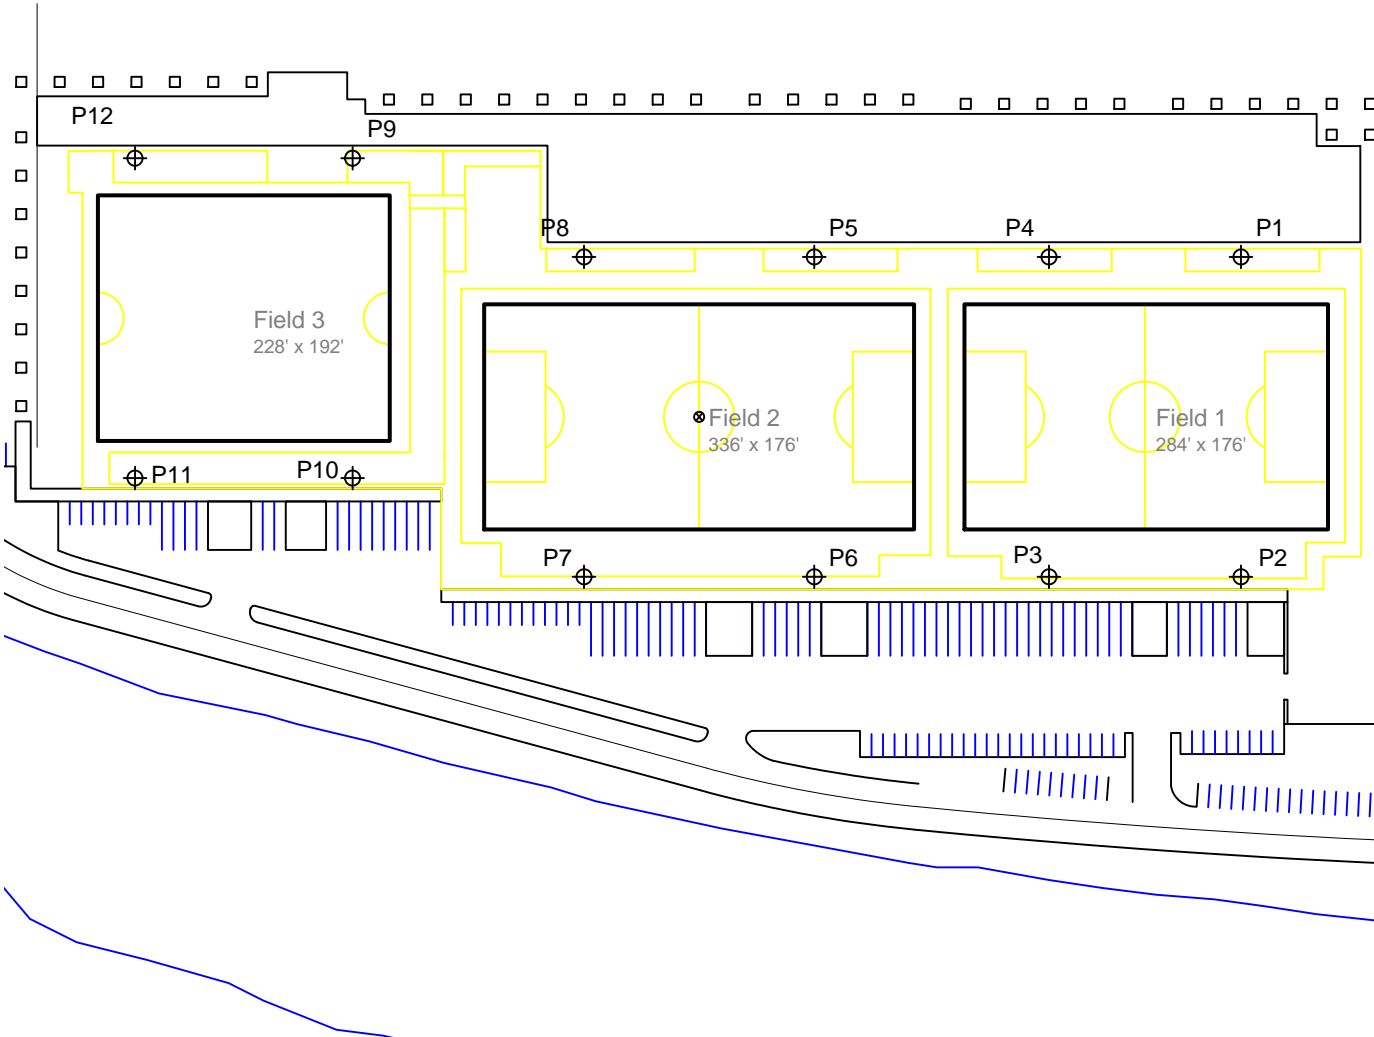 P12
P9
P8
P5
P4
P1
Field 3
228' x 192'
Field 2
336' x 176'
Field 1
284' x 176'
P11
P10
P7
P6
P3
P2